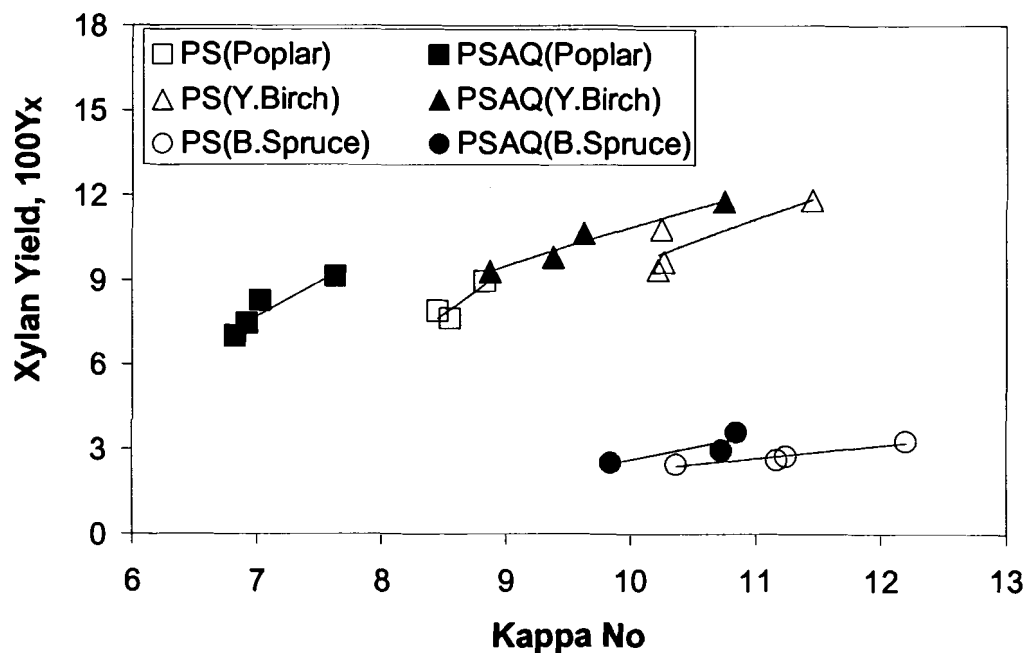 18
15
12
9
6
3
0
Xylan Yield, 100Yx
PS(Poplar) PSAQ(Poplar)
PS(Y.Birch) PSAQ(Y.Birch)
PS(B.Spruce) PSAQ(B.Spruce)
6 7 8 9 10 11 12 13
Kappa No